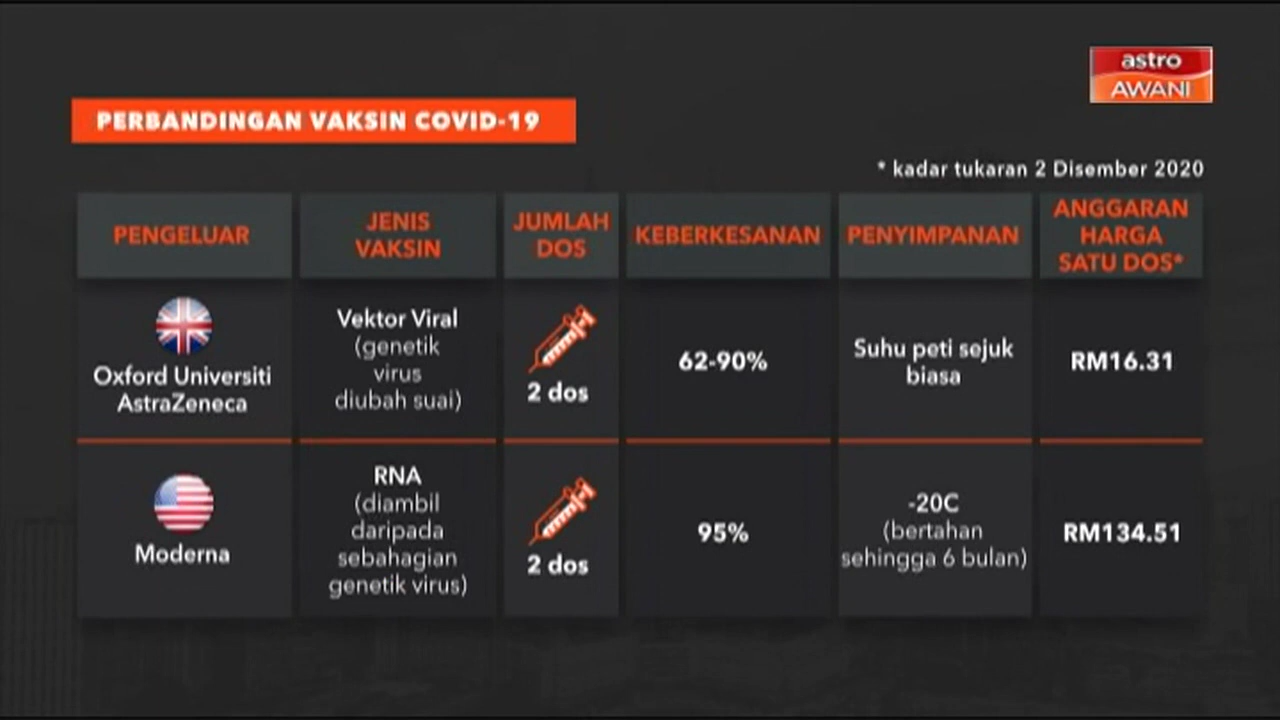 astro
AWANI
PERBANDINGAN VAKSIN COVID-19
* kadar tukaran 2 Disember 2020
PENGELUAR
JENIS
VAKSIN
JUMLAH
DOS
KEBERKESANAN
PENYIMPANAN
ANGGARAN
HARGA
SATU DOS*
Oxford Universiti
AstraZeneca
Vektor Viral
(genetik
virus
diubah suai)
2 dos
62-90%
Suhu peti sejuk
biasa
RM16.31
Moderna
RNA
(diambil
daripada
sebahagian
genetik virus)
2 dos
95%
-20C
(bertahan
sehingga 6 bulan)
RM134.51